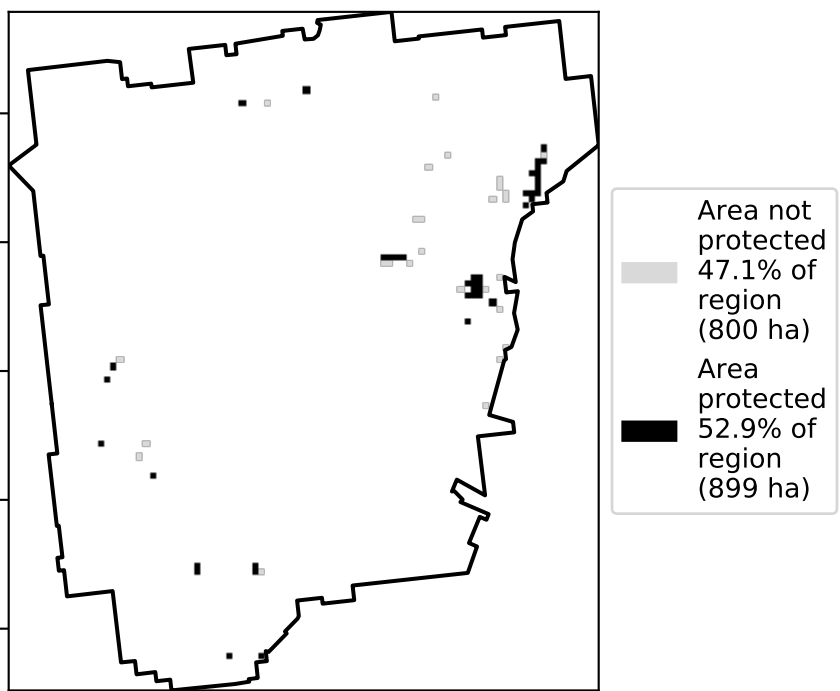 Area not
protected
47.1% of
region
(800 ha)
Area
protected
52.9% of
region
(899 ha)